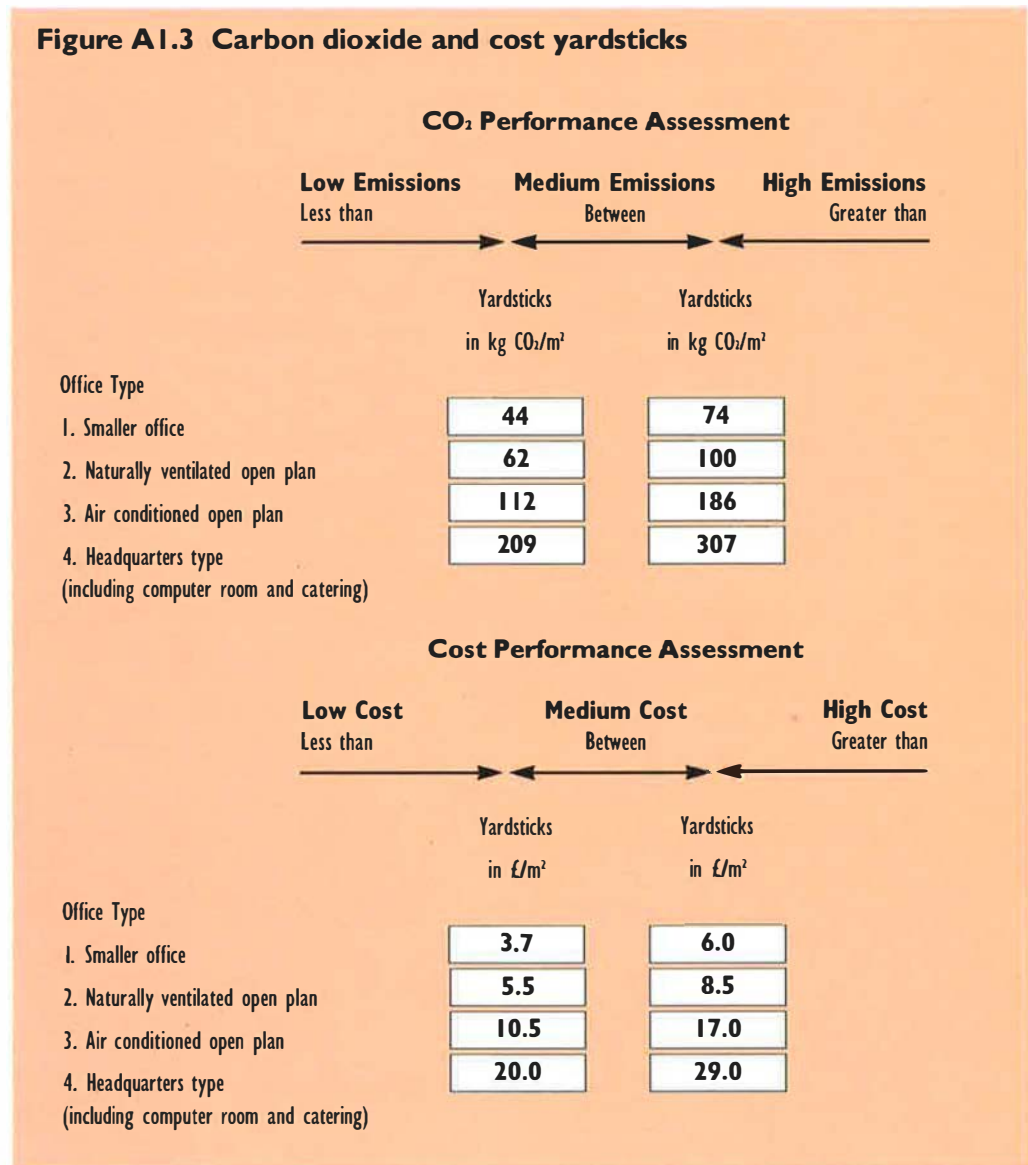 Figure A1.3 Carbon dioxide and cost yardsticks
CO₂ Performance Assessment
Low Emissions Medium Emissions High Emissions
Less than Between Greater than
Yardsticks Yardsticks
in kg CO₂/m² in kg CO₂/m²
Office Type
1. Smaller office 44 74
2. Naturally ventilated open plan 62 100
3. Air conditioned open plan 112 186
4. Headquarters type 209 307
(including computer room and catering)
Cost Performance Assessment
Low Cost Medium Cost High Cost
Less than Between Greater than
Yardsticks Yardsticks
in £/m² in £/m²
Office Type
1. Smaller office 3.7 6.0
2. Naturally ventilated open plan 5.5 8.5
3. Air conditioned open plan 10.5 17.0
4. Headquarters type 20.0 29.0
(including computer room and catering)